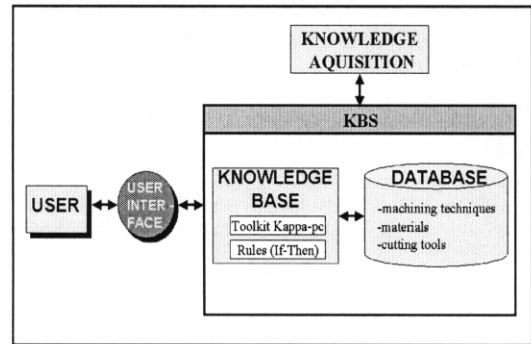 KNOWLEDGE
AQUISITION
KBS
USER
USER
INTER -
FACE
KNOWLEDGE
BASE
Toolkit Kappa-pc
Rules (If-Then)
DATABASE
-machining techniques
-materials
-cutting tools